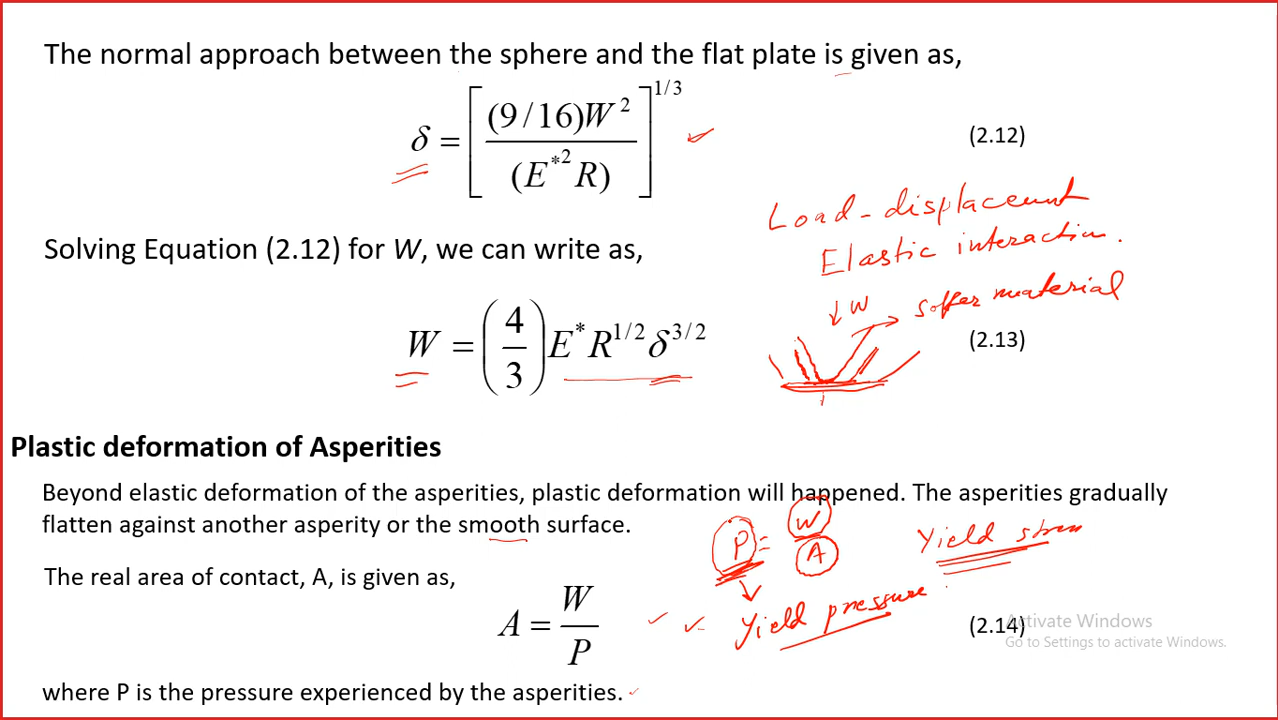 The normal approach between the sphere and the flat plate is given as,
δ = [ (9/16)W² / (E*²R) ]^1/3 (2.12)
Load - displacement
Elastic interaction.
Solving Equation (2.12) for W, we can write as,
↓W → softer material
W = (4/3) E* R^1/2 δ^3/2 (2.13)
Plastic deformation of Asperities
Beyond elastic deformation of the asperities, plastic deformation will happened. The asperities gradually
flatten against another asperity or the smooth surface.
P = W/A
Yield stress
The real area of contact, A, is given as,
A = W/P (2.14)
Yield pressure
Activate Windows
Go to Settings to activate Windows.
where P is the pressure experienced by the asperities.